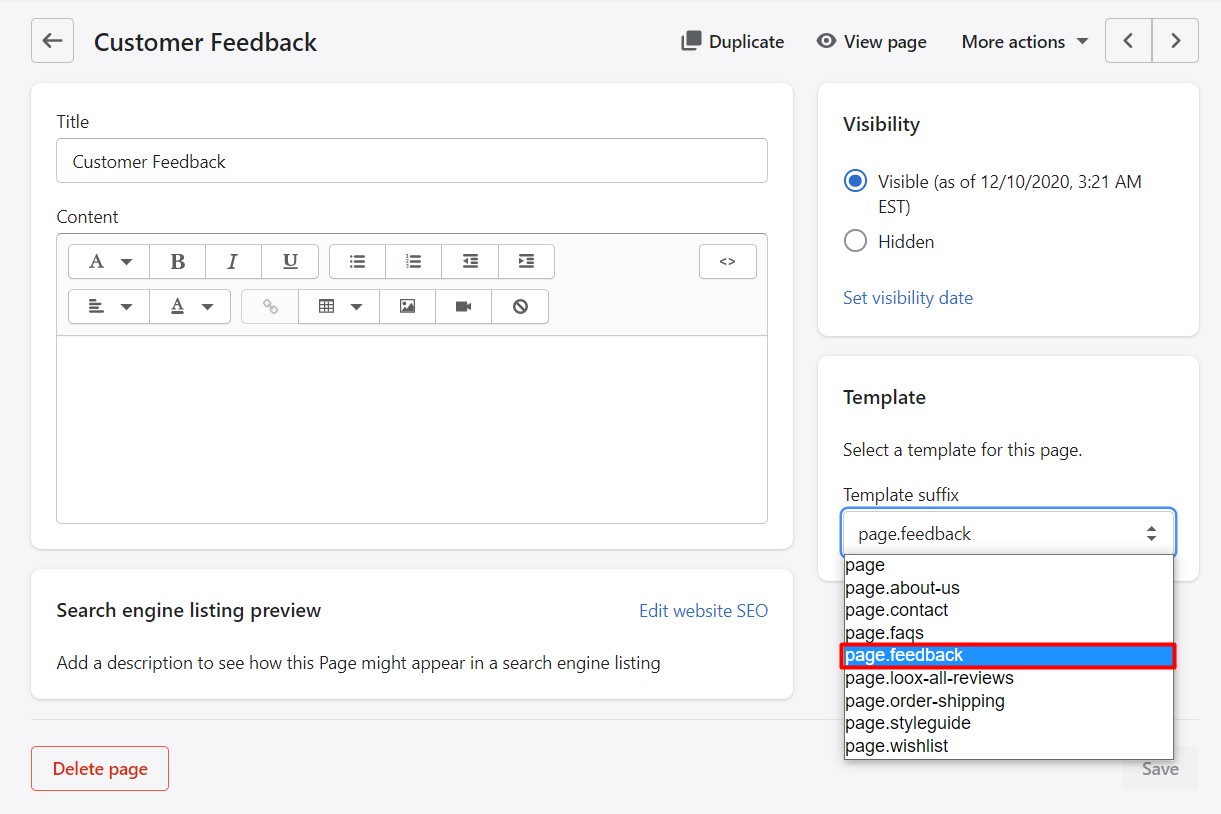 Customer Feedback
Duplicate
View page
More actions
Title
Customer Feedback
Content
A B I U
<>
A
Search engine listing preview
Edit website SEO
Add a description to see how this Page might appear in a search engine listing
Delete page
Visibility
Visible (as of 12/10/2020, 3:21 AM
EST)
Hidden
Set visibility date
Template
Select a template for this page.
Template suffix
page.feedback
page
page.about-us
page.contact
page.faqs
page.feedback
page.loox-all-reviews
page.order-shipping
page.styleguide
page.wishlist
Save